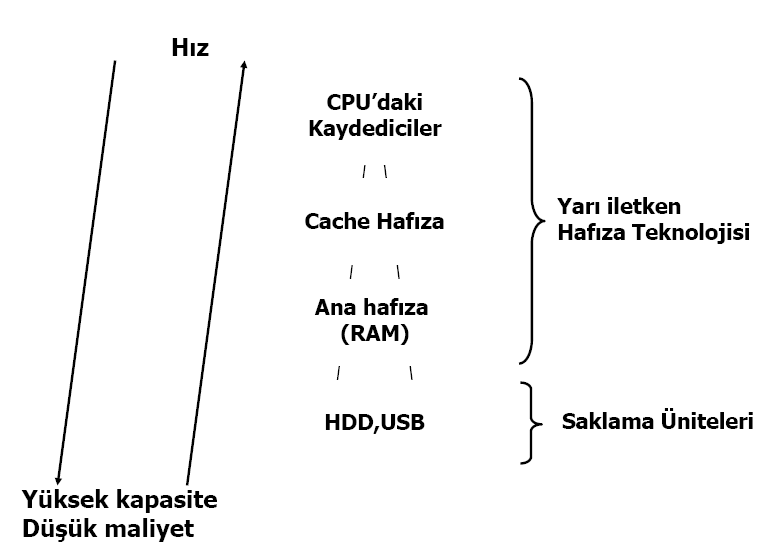 Hız
CPU’daki
Kaydediciler
Cache Hafıza
Yarı iletken
Hafıza Teknolojisi
Ana hafıza
(RAM)
HDD,USB
Saklama Üniteleri
Yüksek kapasite
Düşük maliyet